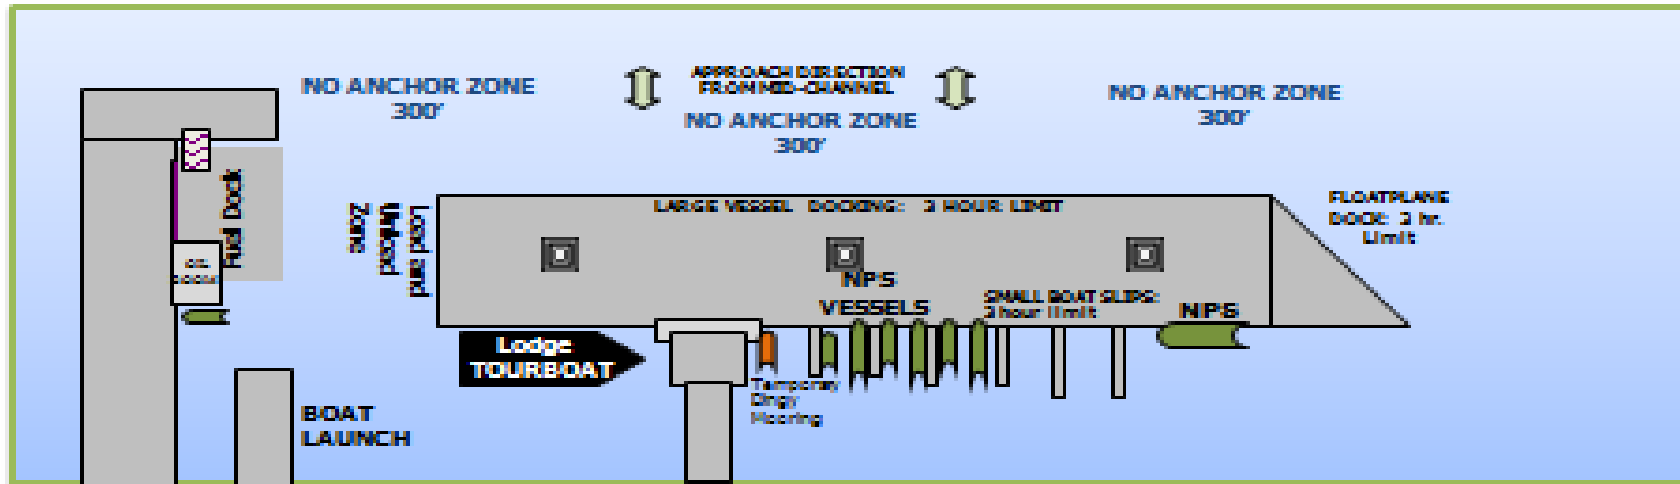 NO ANCHOR ZONE
300'
APPROACH DIRECTION
FROM MID-CHANNEL
NO ANCHOR ZONE
300'
NO ANCHOR ZONE
300'
Fuel Dock
Load and
Unload
Zone
LARGE VESSEL DOCKING: 3 HOUR LIMIT
FLOATPLANE
DOCK: 3 hr.
Limit
NPS
VESSELS
SMALL BOAT SLIPS:
3 hour limit
NPS
Lodge
TOURBOAT
Temporary
Dingy
Mooring
BOAT
LAUNCH